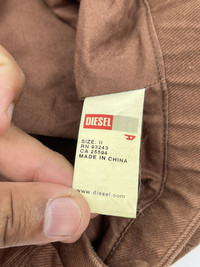 DIESEL
SIZE: II
RN 93243
CA 25594
MADE IN CHINA
www.diesel.com